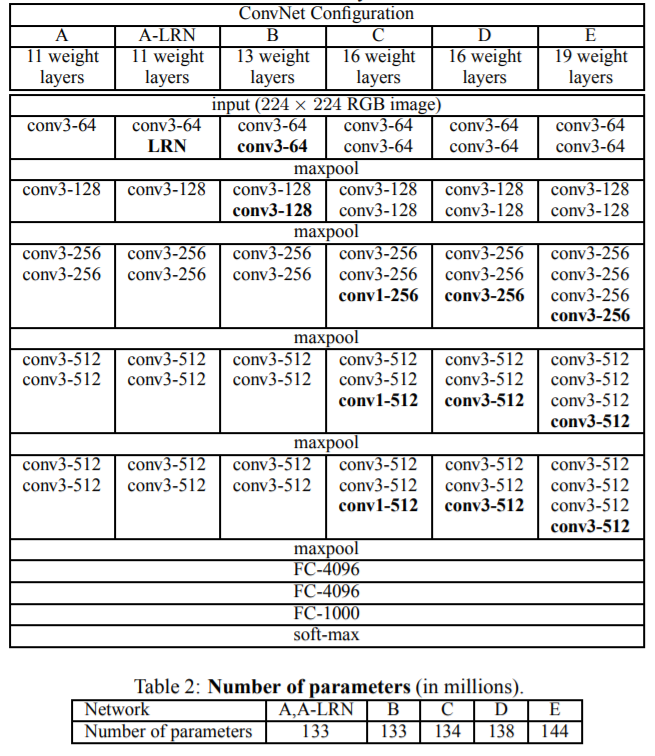 ConvNet Configuration
A A-LRN B C D E
11 weight 11 weight 13 weight 16 weight 16 weight 19 weight
layers layers layers layers layers layers
input (224 × 224 RGB image)
conv3-64 conv3-64 conv3-64 conv3-64 conv3-64 conv3-64
LRN conv3-64 conv3-64 conv3-64 conv3-64
maxpool
conv3-128 conv3-128 conv3-128 conv3-128 conv3-128 conv3-128
conv3-128 conv3-128 conv3-128 conv3-128
maxpool
conv3-256 conv3-256 conv3-256 conv3-256 conv3-256 conv3-256
conv3-256 conv3-256 conv3-256 conv3-256 conv3-256 conv3-256
conv1-256 conv3-256 conv3-256
conv3-256
maxpool
conv3-512 conv3-512 conv3-512 conv3-512 conv3-512 conv3-512
conv3-512 conv3-512 conv3-512 conv3-512 conv3-512 conv3-512
conv1-512 conv3-512 conv3-512
conv3-512
maxpool
conv3-512 conv3-512 conv3-512 conv3-512 conv3-512 conv3-512
conv3-512 conv3-512 conv3-512 conv3-512 conv3-512 conv3-512
conv1-512 conv3-512 conv3-512
conv3-512
maxpool
FC-4096
FC-4096
FC-1000
soft-max
Table 2: Number of parameters (in millions).
Network A,A-LRN B C D E
Number of parameters 133 133 134 138 144